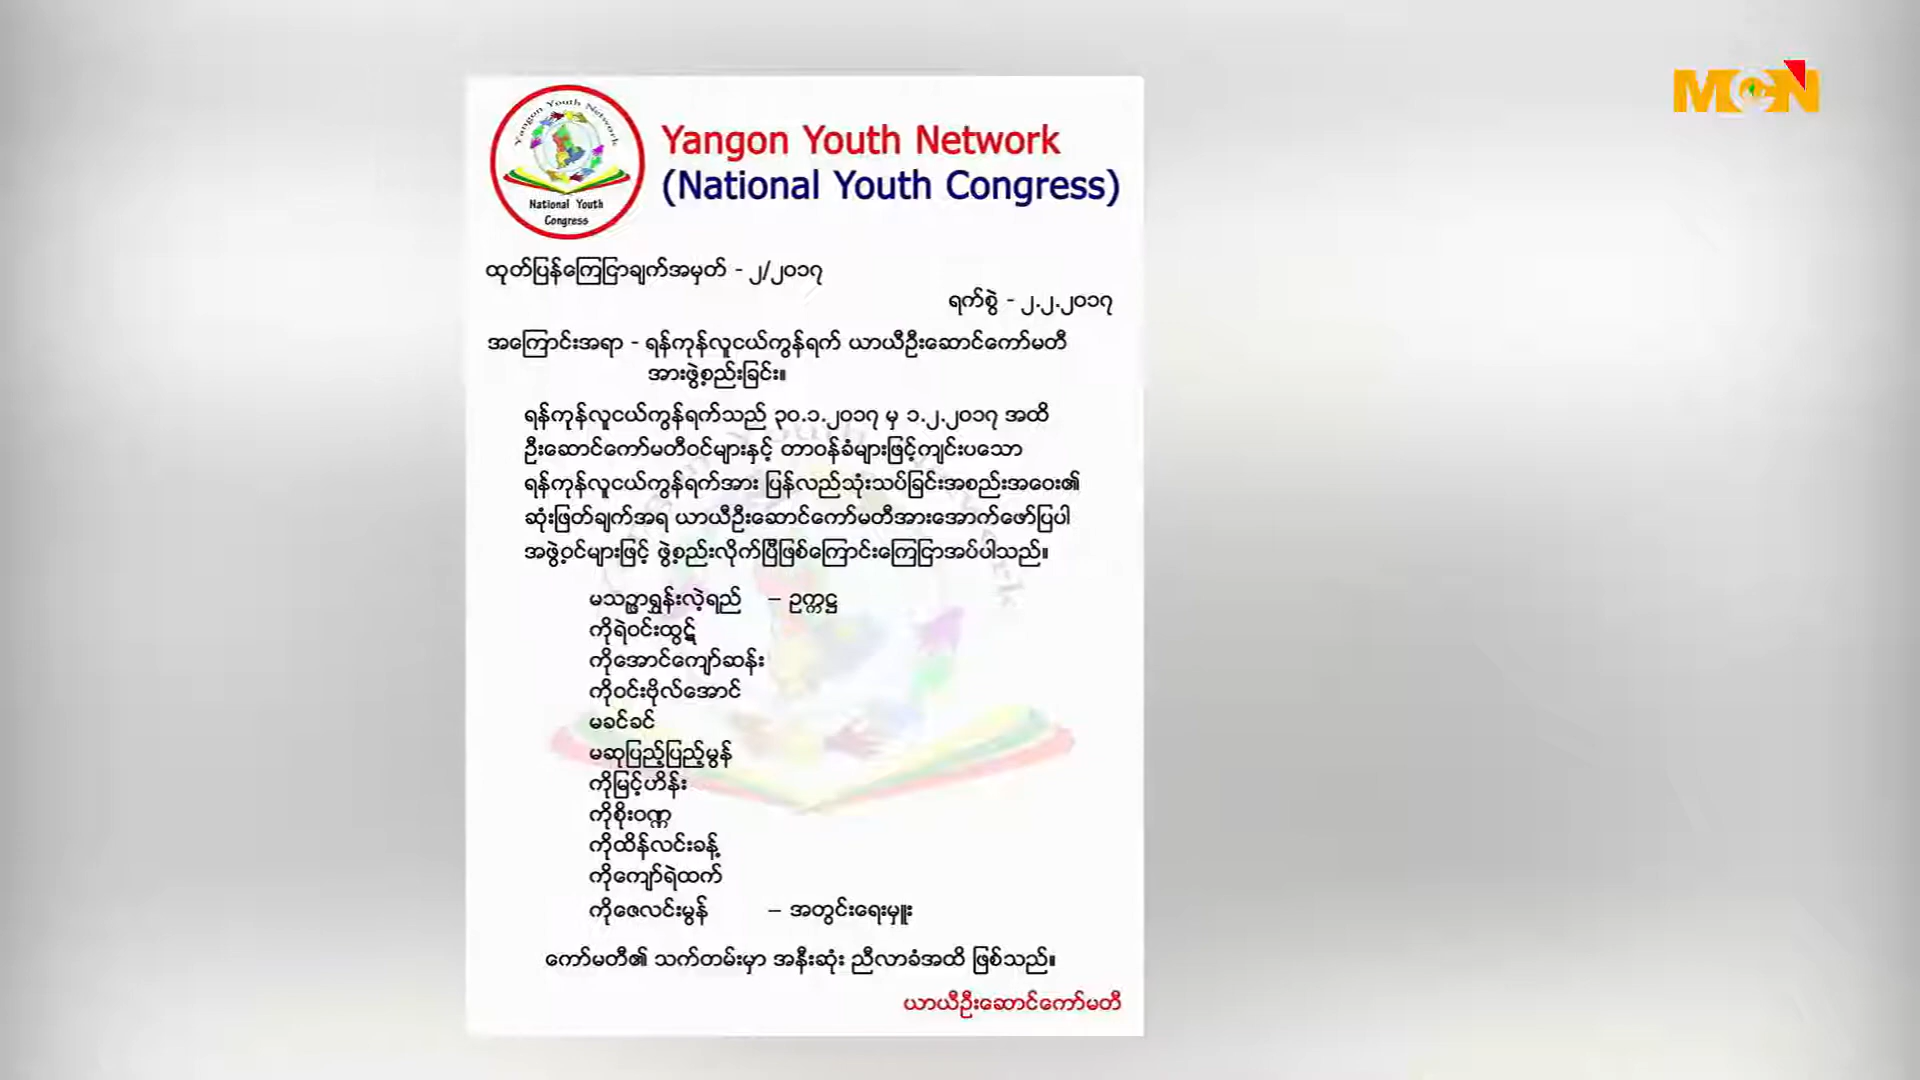 MCN
Yangon Youth Network
National Youth
Congress
Yangon Youth Network
(National Youth Congress)
ထုတ်ပြန်ကြေငြာချက်အမှတ် - ၂/၂၀၁၇
ရက်စွဲ - ၂.၂.၂၀၁၇
အကြောင်းအရာ - ရန်ကုန်လူငယ်ကွန်ရက် ယာယီဦးဆောင်ကော်မတီ
အားဖွဲ့စည်းခြင်း။
ရန်ကုန်လူငယ်ကွန်ရက်သည် ၃၀.၁.၂၀၁၇ မှ ၁.၂.၂၀၁၇ အထိ
ဦးဆောင်ကော်မတီဝင်များနှင့် တာဝန်ခံများဖြင့်ကျင်းပသော
ရန်ကုန်လူငယ်ကွန်ရက်အား ပြန်လည်သုံးသပ်ခြင်းအစည်းအဝေး၏
ဆုံးဖြတ်ချက်အရ ယာယီဦးဆောင်ကော်မတီအားအောက်ဖော်ပြပါ
အဖွဲ့ဝင်များဖြင့် ဖွဲ့စည်းလိုက်ပြီဖြစ်ကြောင်းကြေငြာအပ်ပါသည်။
မသဥ္ဇာရွှန်းလဲ့ရည် – ဥက္ကဋ္ဌ
ကိုရဲဝင်းထွဋ်
ကိုအောင်ကျော်ဆန်း
ကိုဝင်းဗိုလ်အောင်
မခင်ခင်
မဆုပြည့်ပြည့်မွန်
ကိုမြင့်ဟိန်း
ကိုစိုးဝဏ္ဏ
ကိုထိန်လင်းခန့်
ကိုကျော်ရဲထက်
ကိုဇေလင်းမွန် – အတွင်းရေးမှူး
ကော်မတီ၏ သက်တမ်းမှာ အနီးဆုံး ညီလာခံအထိ ဖြစ်သည်။
ယာယီဦးဆောင်ကော်မတီ